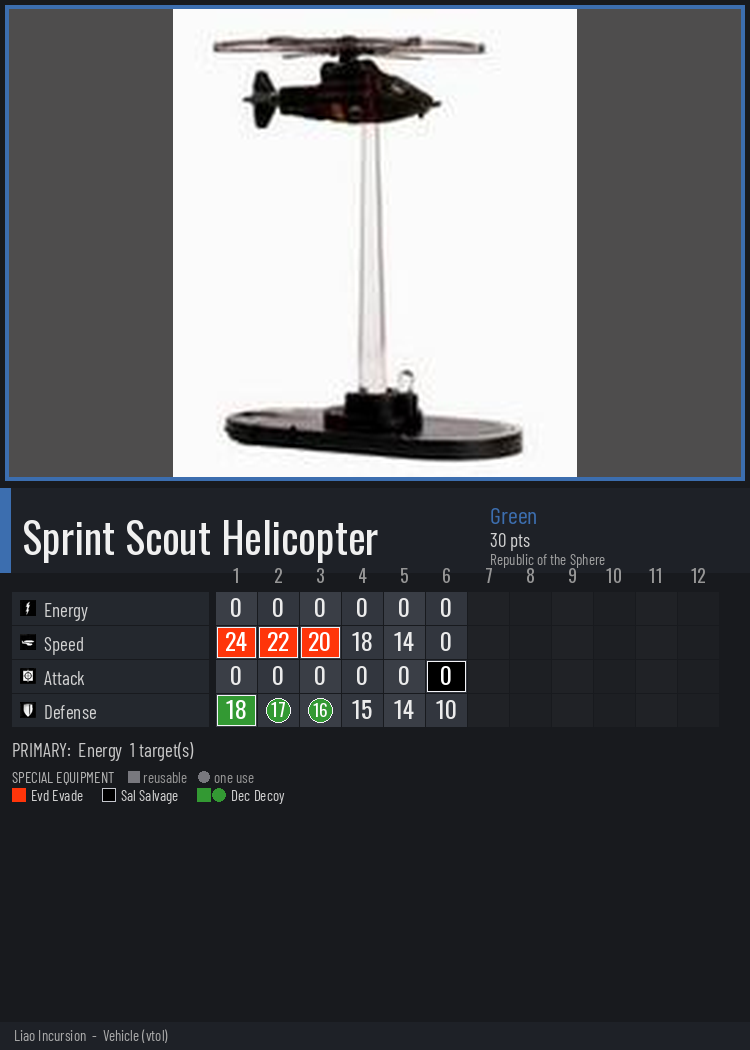 Sprint Scout Helicopter
Green
30 pts
Republic of the Sphere
1 2 3 4 5 6 7 8 9 10 11 12
Energy 0 0 0 0 0 0
Speed 24 22 20 18 14 0
Attack 0 0 0 0 0 0
Defense 18 17 16 15 14 10
PRIMARY: Energy 1 target(s)
SPECIAL EQUIPMENT reusable one use
Evd Evade Sal Salvage Dec Decoy
Liao Incursion - Vehicle (vtol)